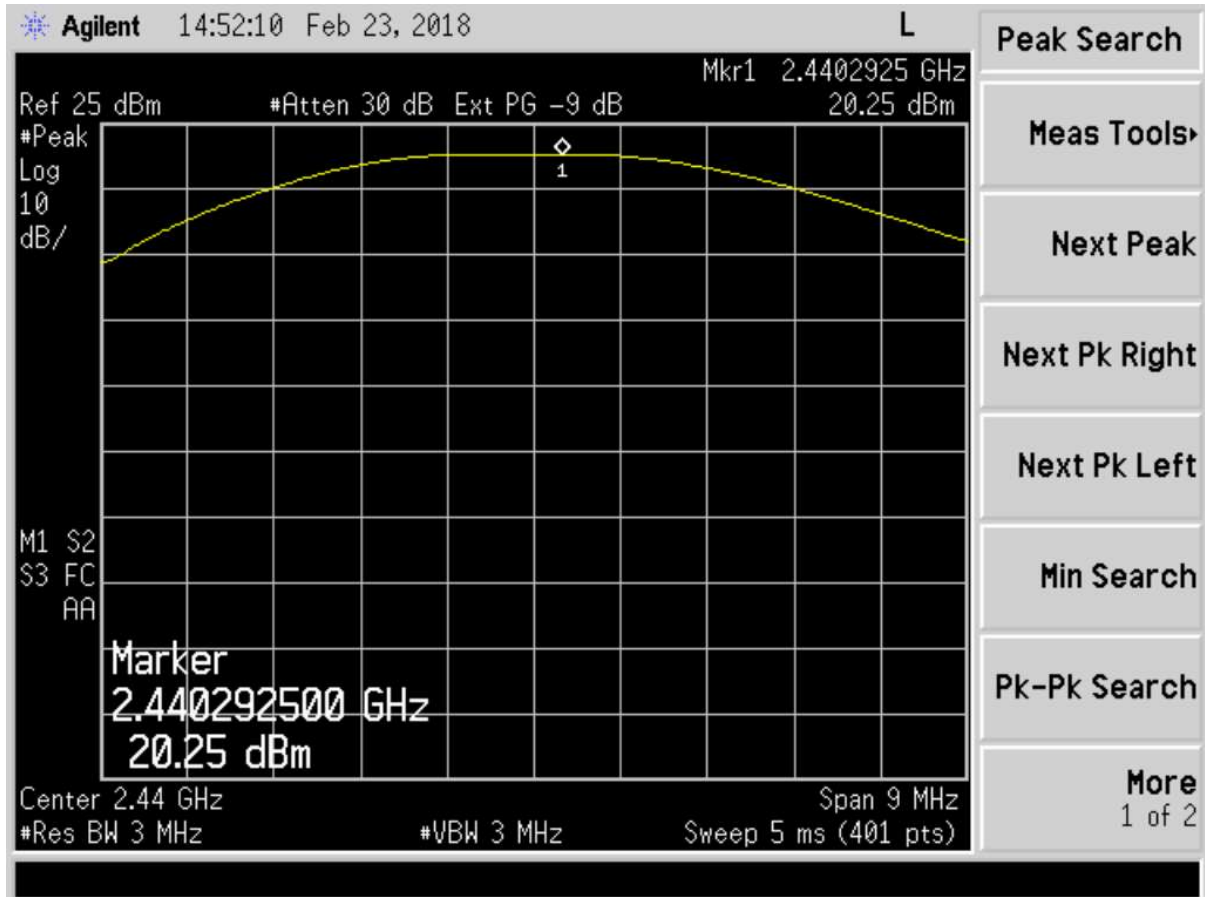 Agilent 14:52:10 Feb 23, 2018 L
Peak Search
Mkr1 2.4402925 GHz
Ref 25 dBm #Atten 30 dB Ext PG -9 dB 20.25 dBm
#Peak
Log
10
dB/
1
M1 S2
S3 FC
AA
Marker
2.440292500 GHz
20.25 dBm
Center 2.44 GHz Span 9 MHz
#Res BW 3 MHz #VBW 3 MHz Sweep 5 ms (401 pts)
Meas Tools
Next Peak
Next Pk Right
Next Pk Left
Min Search
Pk-Pk Search
More
1 of 2